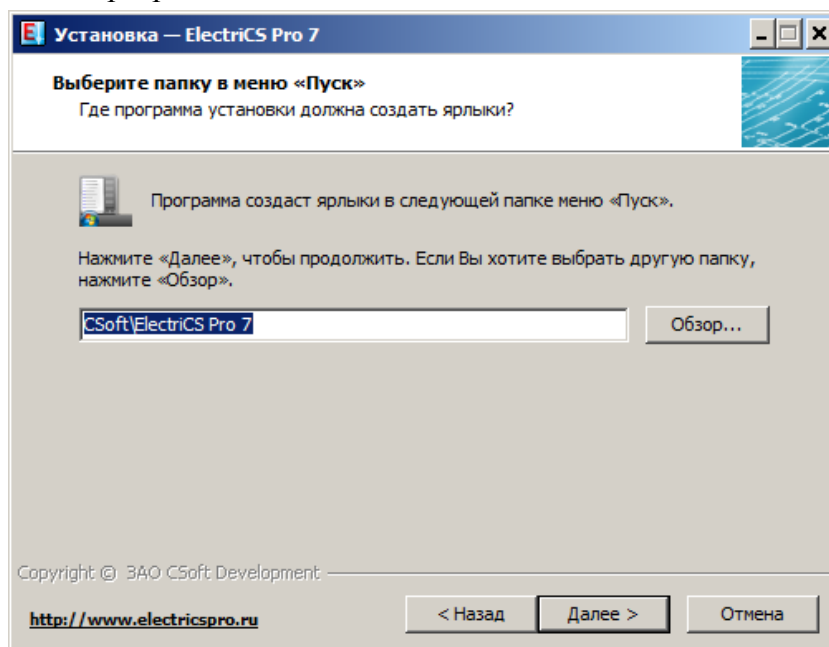 Установка — ElectriCS Pro 7
Выберите папку в меню «Пуск»
Где программа установки должна создать ярлыки?
Программа создаст ярлыки в следующей папке меню «Пуск».
Нажмите «Далее», чтобы продолжить. Если Вы хотите выбрать другую папку,
нажмите «Обзор».
CSoft\ElectriCS Pro 7
Обзор...
Copyright © ЗАО CSoft Development
http://www.electricspro.ru
< Назад
Далее >
Отмена